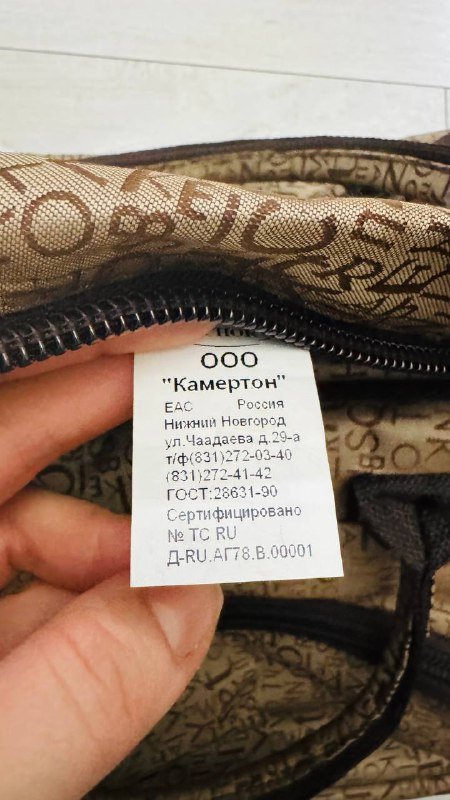 ООО
"Камертон"
ЕАС Россия
Нижний Новгород
ул.Чаадаева д.29-а
т/ф(831)272-03-40
(831)272-41-42
ГОСТ:28631-90
Сертифицировано
№ ТС RU
Д-RU.АГ78.В.00001